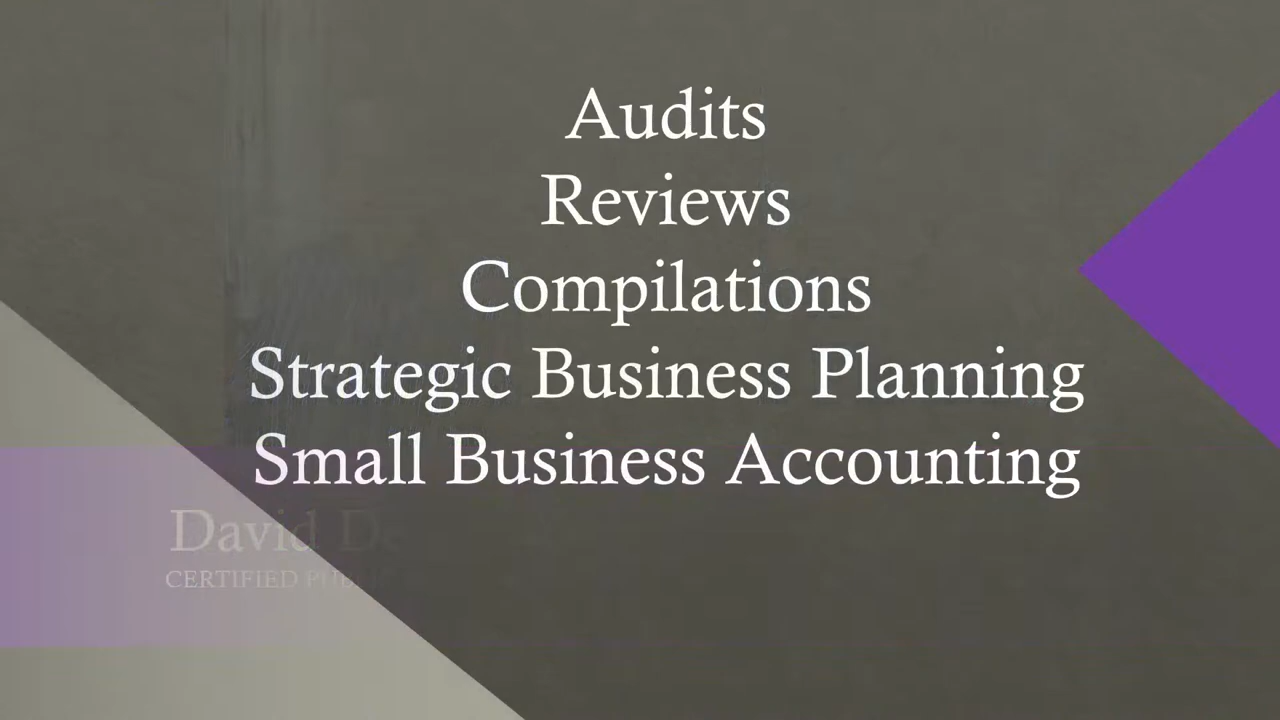 Audits
Reviews
Compilations
Strategic Business Planning
Small Business Accounting
David
CERTIFIED